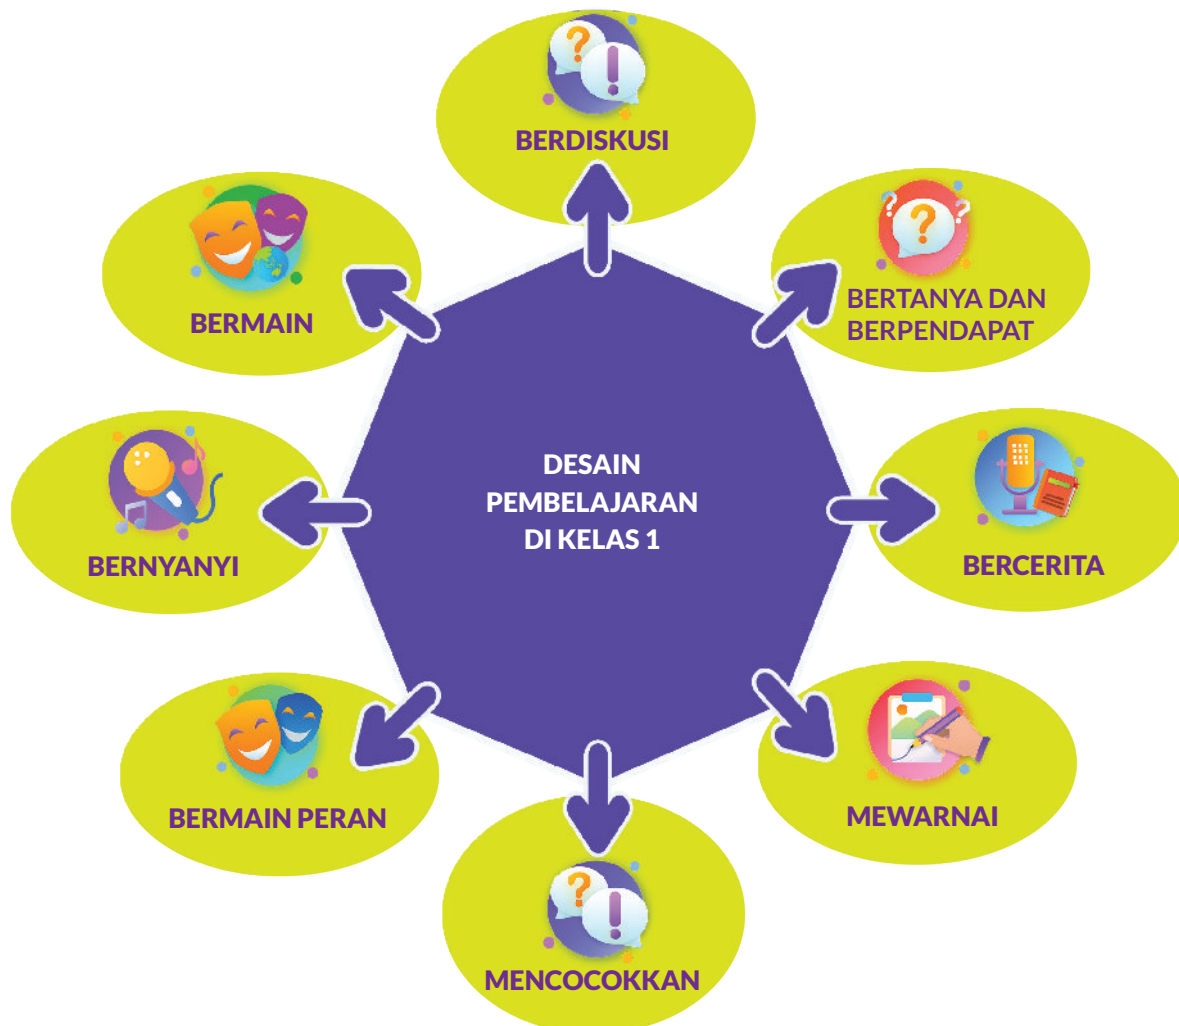 BERDISKUSI
BERMAIN
BERTANYA DAN
BERPENDAPAT
DESAIN
PEMBELAJARAN
DI KELAS 1
BERNYANYI
BERCERITA
BERMAIN PERAN
MEWARNAI
MENCOCOKKAN